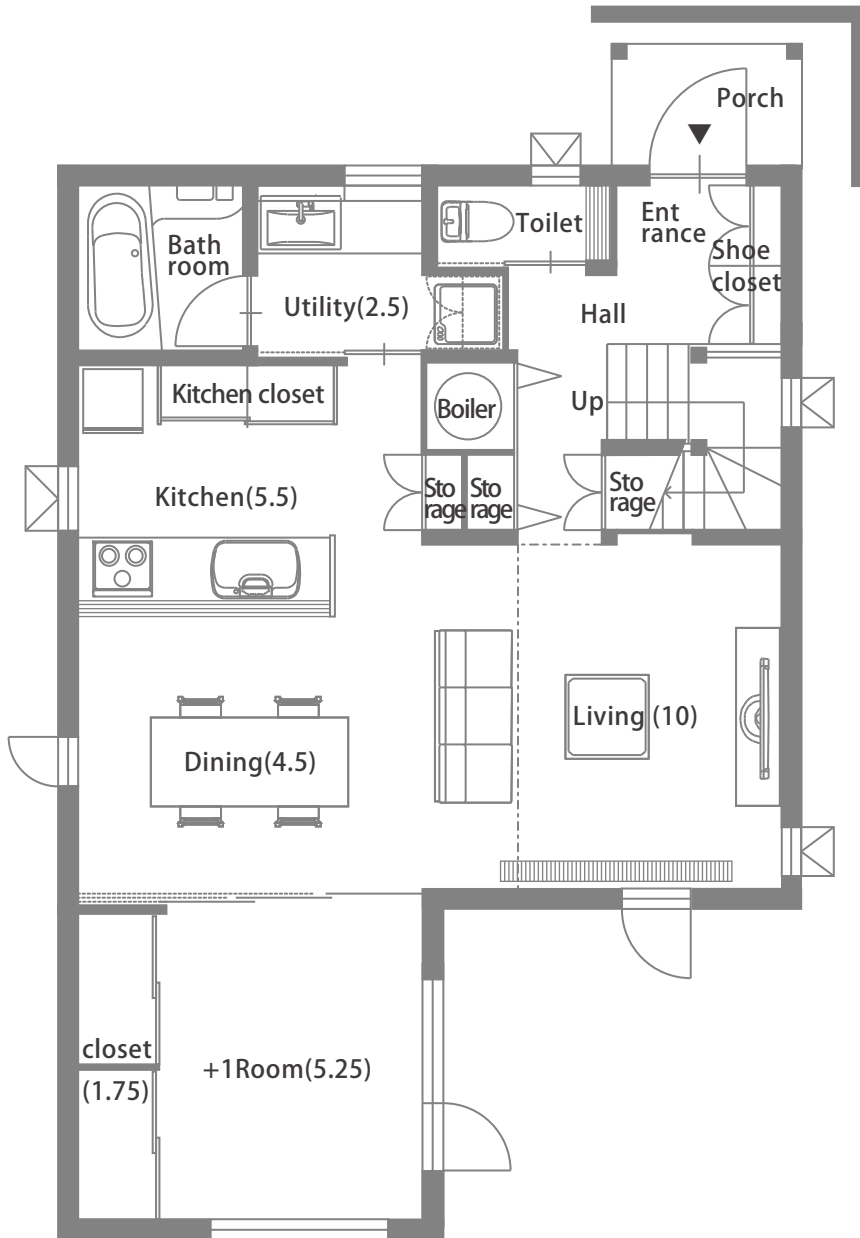 Porch
Ent
rance
Toilet
Shoe
closet
Bath
room
Utility(2.5)
Hall
Kitchen closet
Boiler
Up
Kitchen(5.5)
Sto
rage
Sto
rage
Sto
rage
Living (10)
Dining(4.5)
closet
(1.75)
+1Room(5.25)